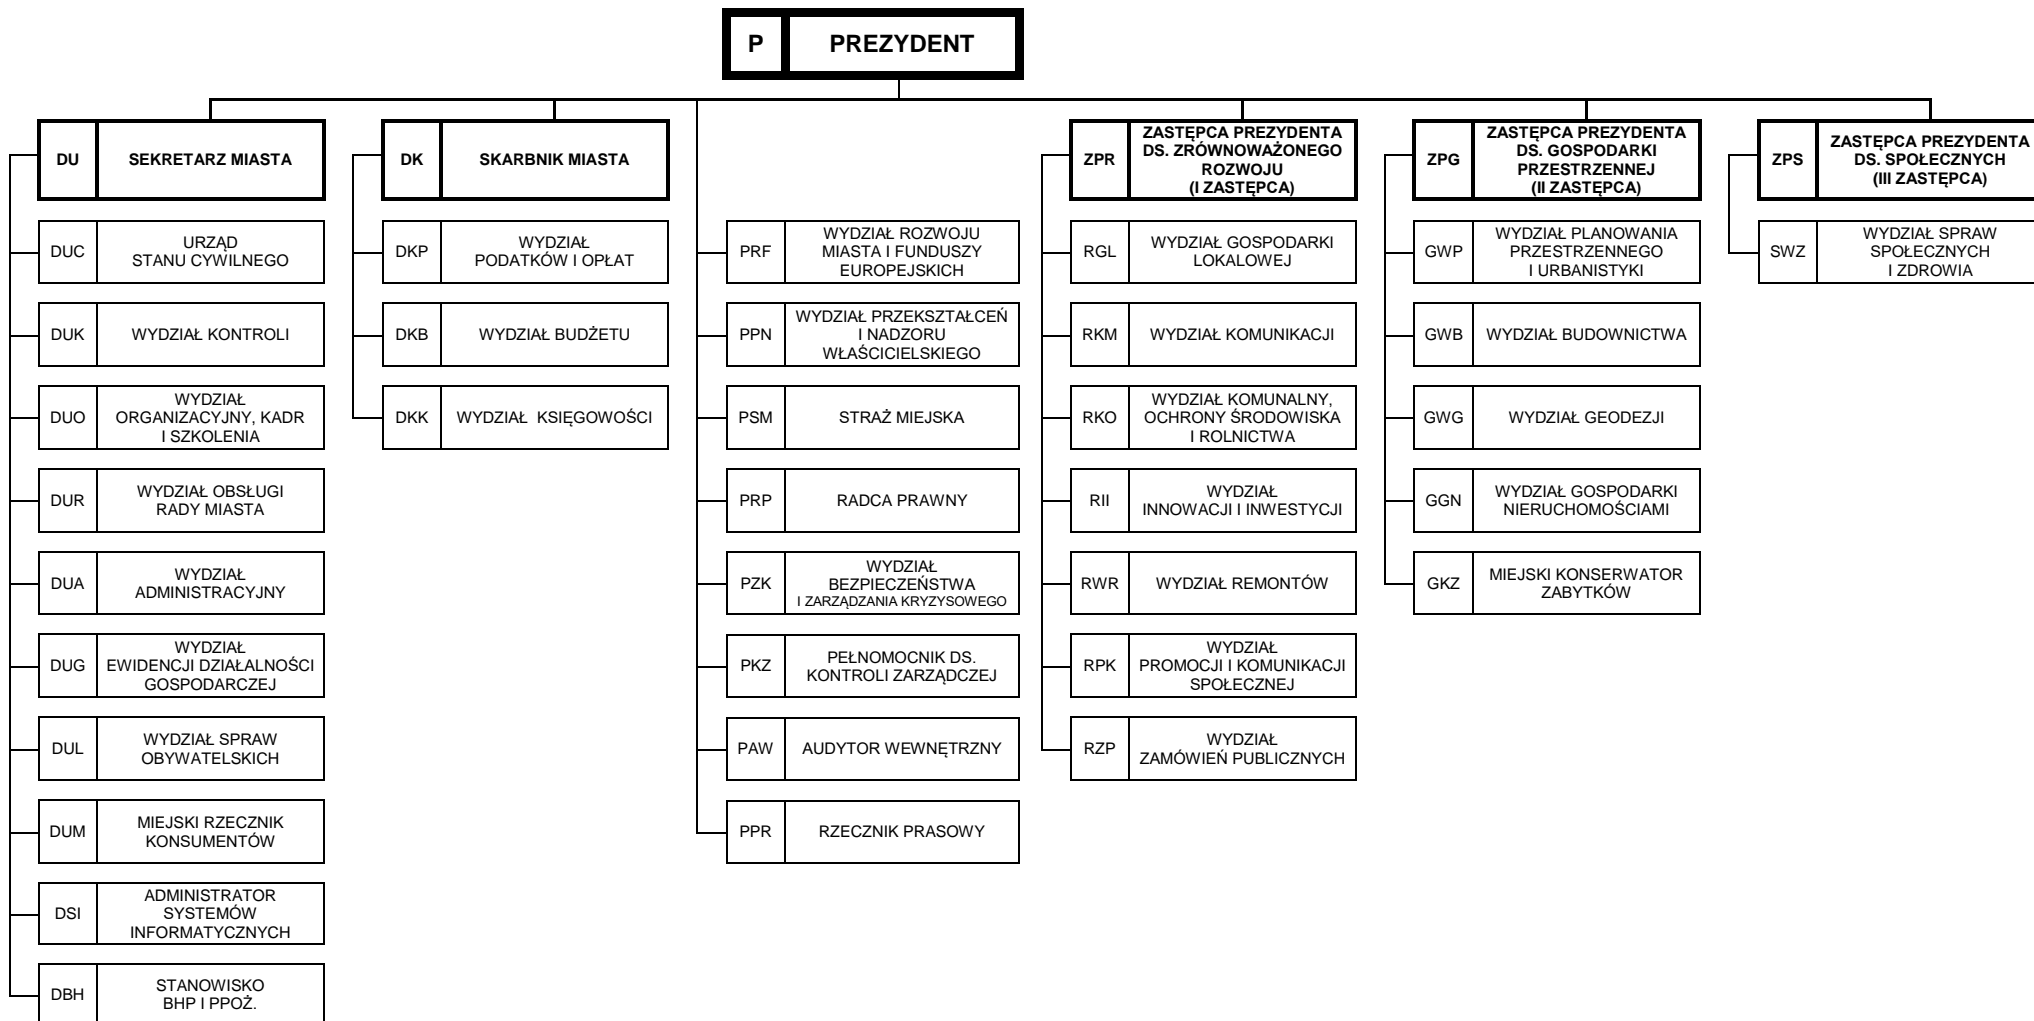 P
PREZYDENT
DU
SEKRETARZ MIASTA
DUC
URZĄD
STANU CYWILNEGO
DUK
WYDZIAŁ KONTROLI
DUO
WYDZIAŁ
ORGANIZACYJNY, KADR
I SZKOLENIA
DUR
WYDZIAŁ OBSŁUGI
RADY MIASTA
DUA
WYDZIAŁ
ADMINISTRACYJNY
DUG
WYDZIAŁ
EWIDENCJI DZIAŁALNOŚCI
GOSPODARCZEJ
DUL
WYDZIAŁ SPRAW
OBYWATELSKICH
DUM
MIEJSKI RZECZNIK
KONSUMENTÓW
DSI
ADMINISTRATOR
SYSTEMÓW
INFORMATYCZNYCH
DBH
STANOWISKO
BHP I PPOŻ.
DK
SKARBNIK MIASTA
DKP
WYDZIAŁ
PODATKÓW I OPŁAT
DKB
WYDZIAŁ BUDŻETU
DKK
WYDZIAŁ KSIĘGOWOŚCI
PRF
WYDZIAŁ ROZWOJU
MIASTA I FUNDUSZY
EUROPEJSKICH
PPN
WYDZIAŁ PRZEKSZTAŁCEŃ
I NADZORU
WŁAŚCICIELSKIEGO
PSM
STRAŻ MIEJSKA
PRP
RADCA PRAWNY
PZK
WYDZIAŁ
BEZPIECZEŃSTWA
I ZARZĄDZANIA KRYZYSOWEGO
PKZ
PEŁNOMOCNIK DS.
KONTROLI ZARZĄDCZEJ
PAW
AUDYTOR WEWNĘTRZNY
PPR
RZECZNIK PRASOWY
ZPR
ZASTĘPCA PREZYDENTA
DS. ZRÓWNOWAŻONEGO
ROZWOJU
(I ZASTĘPCA)
RGL
WYDZIAŁ GOSPODARKI
LOKALOWEJ
RKM
WYDZIAŁ KOMUNIKACJI
RKO
WYDZIAŁ KOMUNALNY,
OCHRONY ŚRODOWISKA
I ROLNICTWA
RII
WYDZIAŁ
INNOWACJI I INWESTYCJI
RWR
WYDZIAŁ REMONTÓW
RPK
WYDZIAŁ
PROMOCJI I KOMUNIKACJI
SPOŁECZNEJ
RZP
WYDZIAŁ
ZAMÓWIEŃ PUBLICZNYCH
ZPG
ZASTĘPCA PREZYDENTA
DS. GOSPODARKI
PRZESTRZENNEJ
(II ZASTĘPCA)
GWP
WYDZIAŁ PLANOWANIA
PRZESTRZENNEGO
I URBANISTYKI
GWB
WYDZIAŁ BUDOWNICTWA
GWG
WYDZIAŁ GEODEZJI
GGN
WYDZIAŁ GOSPODARKI
NIERUCHOMOŚCIAMI
GKZ
MIEJSKI KONSERWATOR
ZABYTKÓW
ZPS
ZASTĘPCA PREZYDENTA
DS. SPOŁECZNYCH
(III ZASTĘPCA)
SWZ
WYDZIAŁ SPRAW
SPOŁECZNYCH
I ZDROWIA